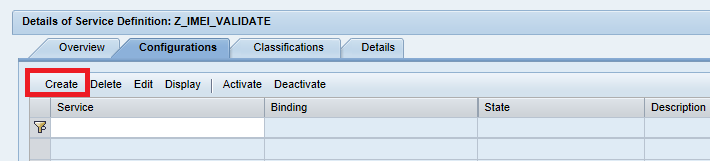 Details of Service Definition: Z_IMEI_VALIDATE
Overview Configurations Classifications Details
Create Delete Edit Display Activate Deactivate
Service Binding State Description